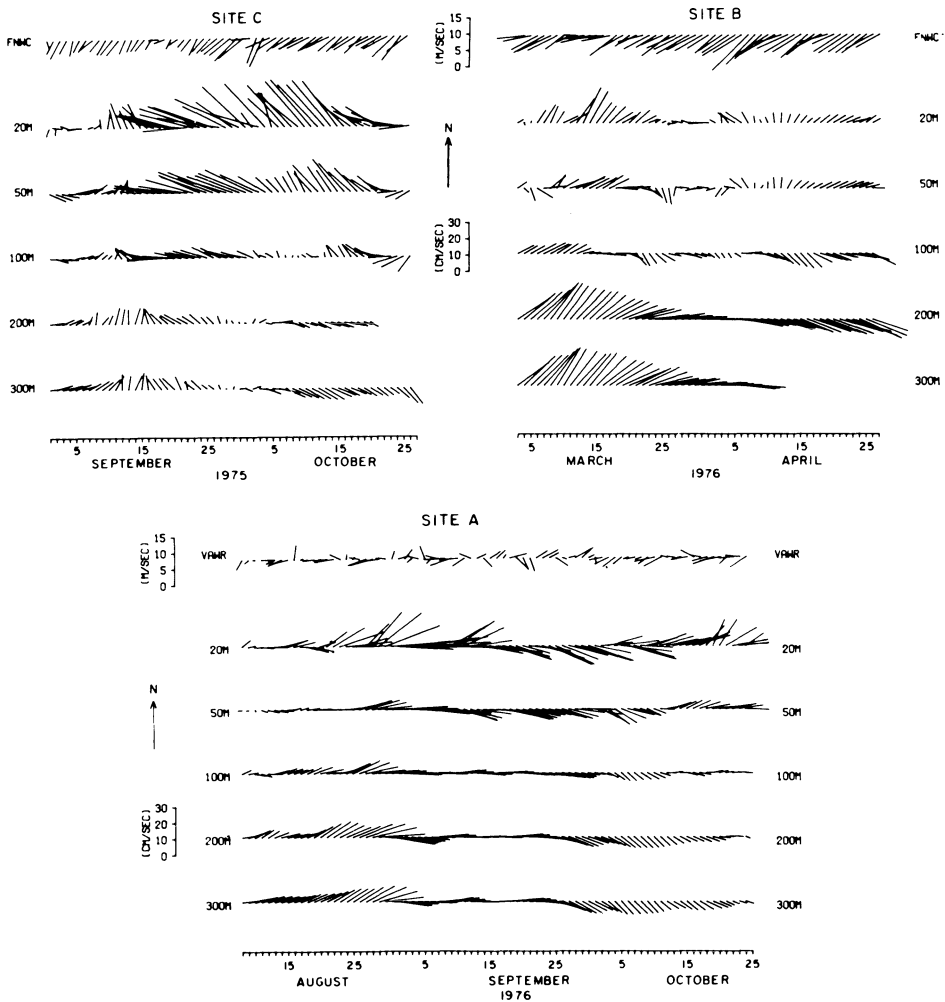 SITE C
FNWC
20M
50M
100M
200M
300M
5 15 25 5 15 25
SEPTEMBER OCTOBER
1975
15
10
5
0
(M/SEC)
N
30
20
10
0
(CM/SEC)
SITE B
FNWC
20M
50M
100M
200M
300M
5 15 25 5 15 25
MARCH APRIL
1976
SITE A
15
10
5
0
(M/SEC)
VAWR VAWR
20M 20M
N
50M 50M
100M 100M
30
20
10
0
(CM/SEC)
200M 200M
300M 300M
15 25 5 15 25 5 15 25
AUGUST SEPTEMBER OCTOBER
1976